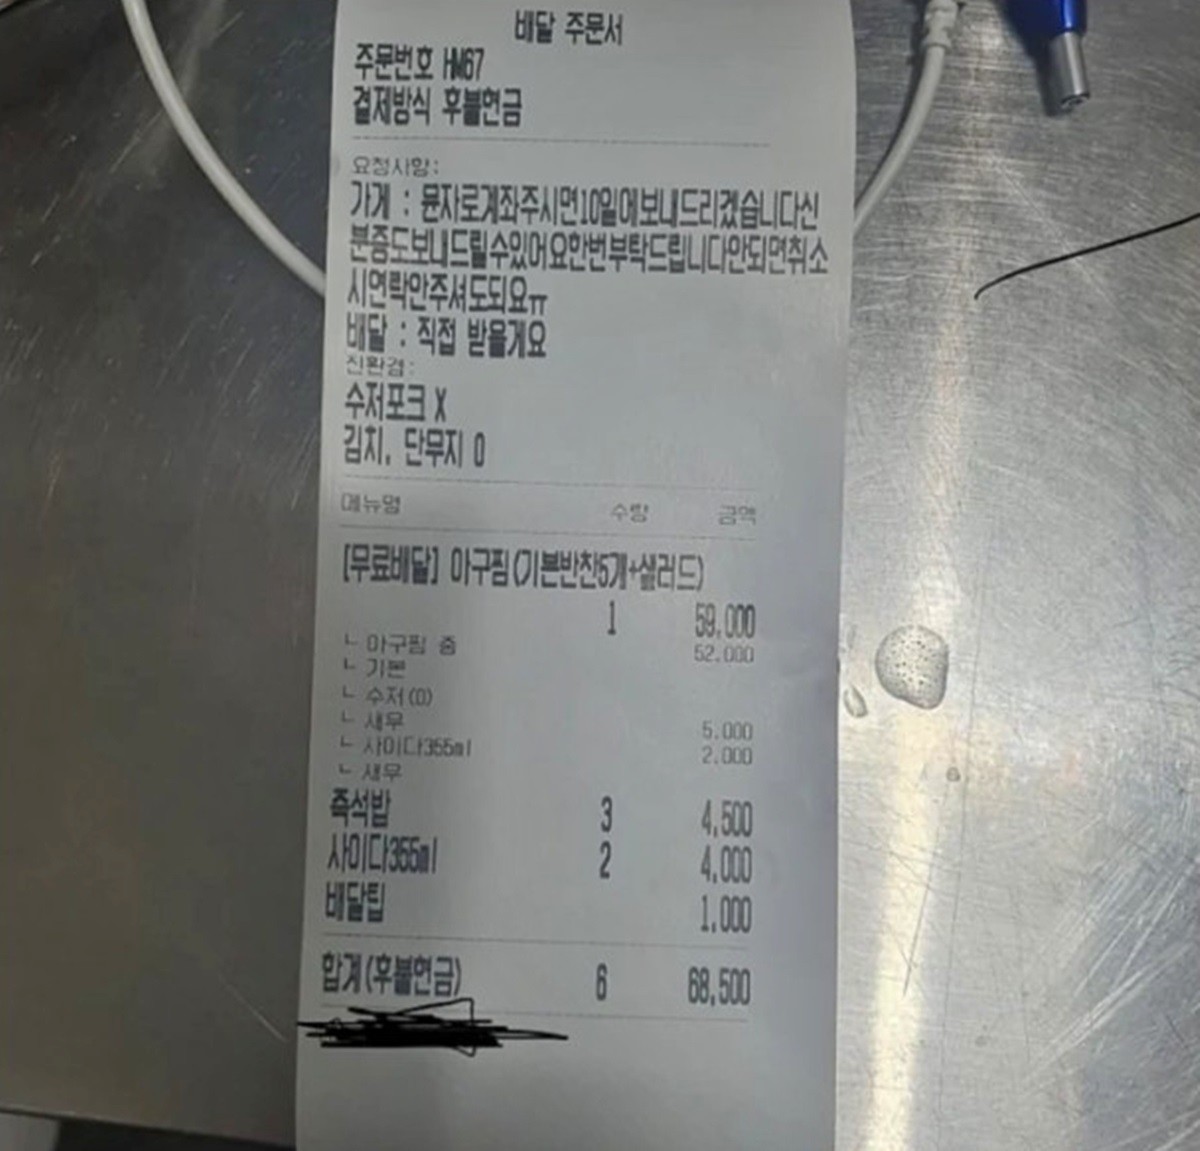 배달 주문서
주문번호 HM67
결제방식 후불현금
요청사항:
가게 : 문자로계좌주시면10일에보내드리겠습니다신
분증도보내드릴수있어요한번부탁드립니다안되면취소
시연락안주셔도되요ㅠ
배달 : 직접 받을게요
친환경:
수저포크 X
김치, 단무지 O
메뉴명 수량 금액
[무료배달] 아구찜(기본반찬5개+샐러드)
1 59,000
ㄴ 아구찜 중 52,000
ㄴ 기본
ㄴ 수저(0)
ㄴ 새우 5,000
ㄴ 사이다355ml 2,000
ㄴ 새우
즉석밥 3 4,500
사이다355ml 2 4,000
배달팁 1,000
합계(후불현금) 6 68,500